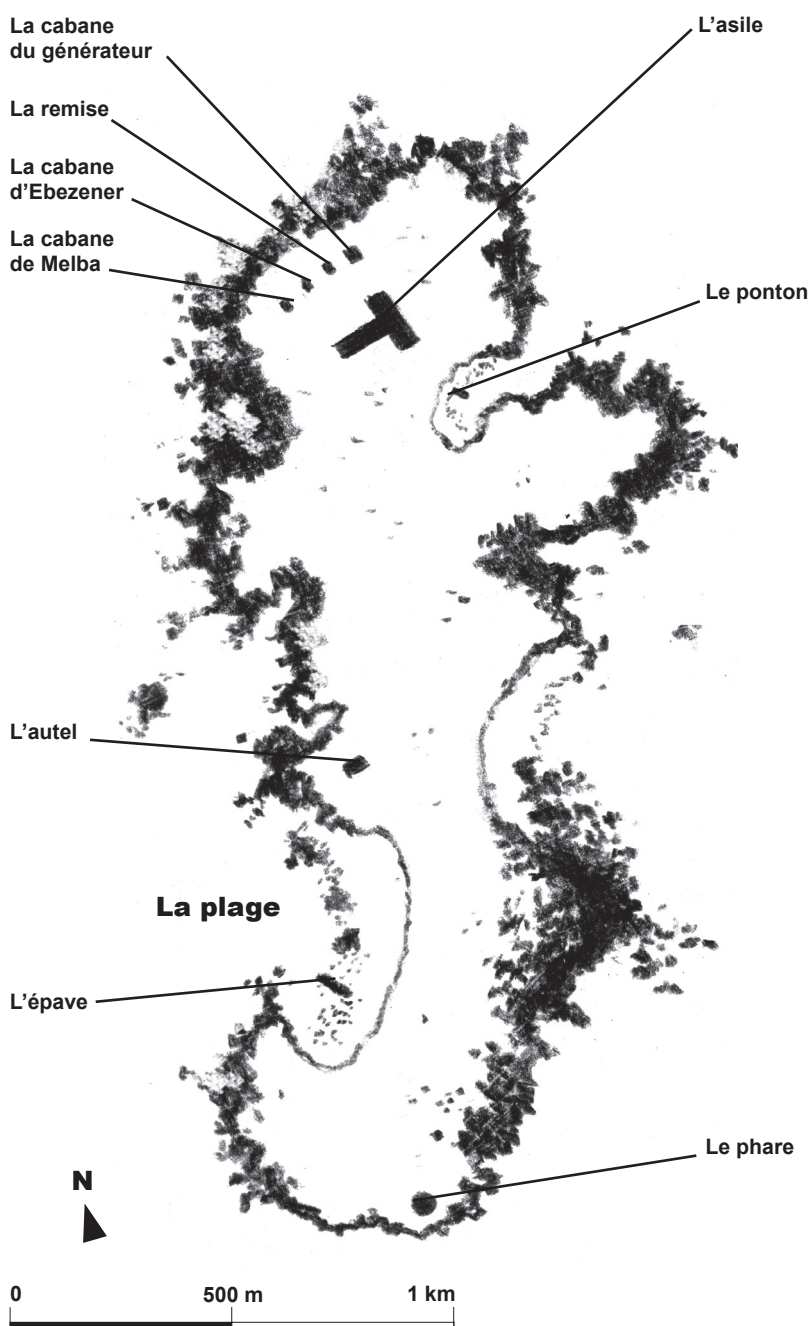 La cabane
du générateur
L'asile
La remise
La cabane
d'Ebezener
La cabane
de Melba
Le ponton
L'autel
La plage
L'épave
Le phare
N
0 500 m 1 km